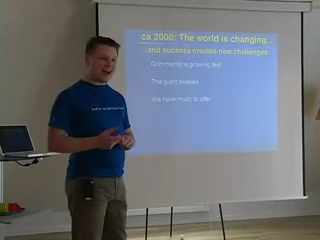 ca 2000: The world is changing...
...and success creates new challenges
Community is growing fast
The giant awakes
We have much to offer